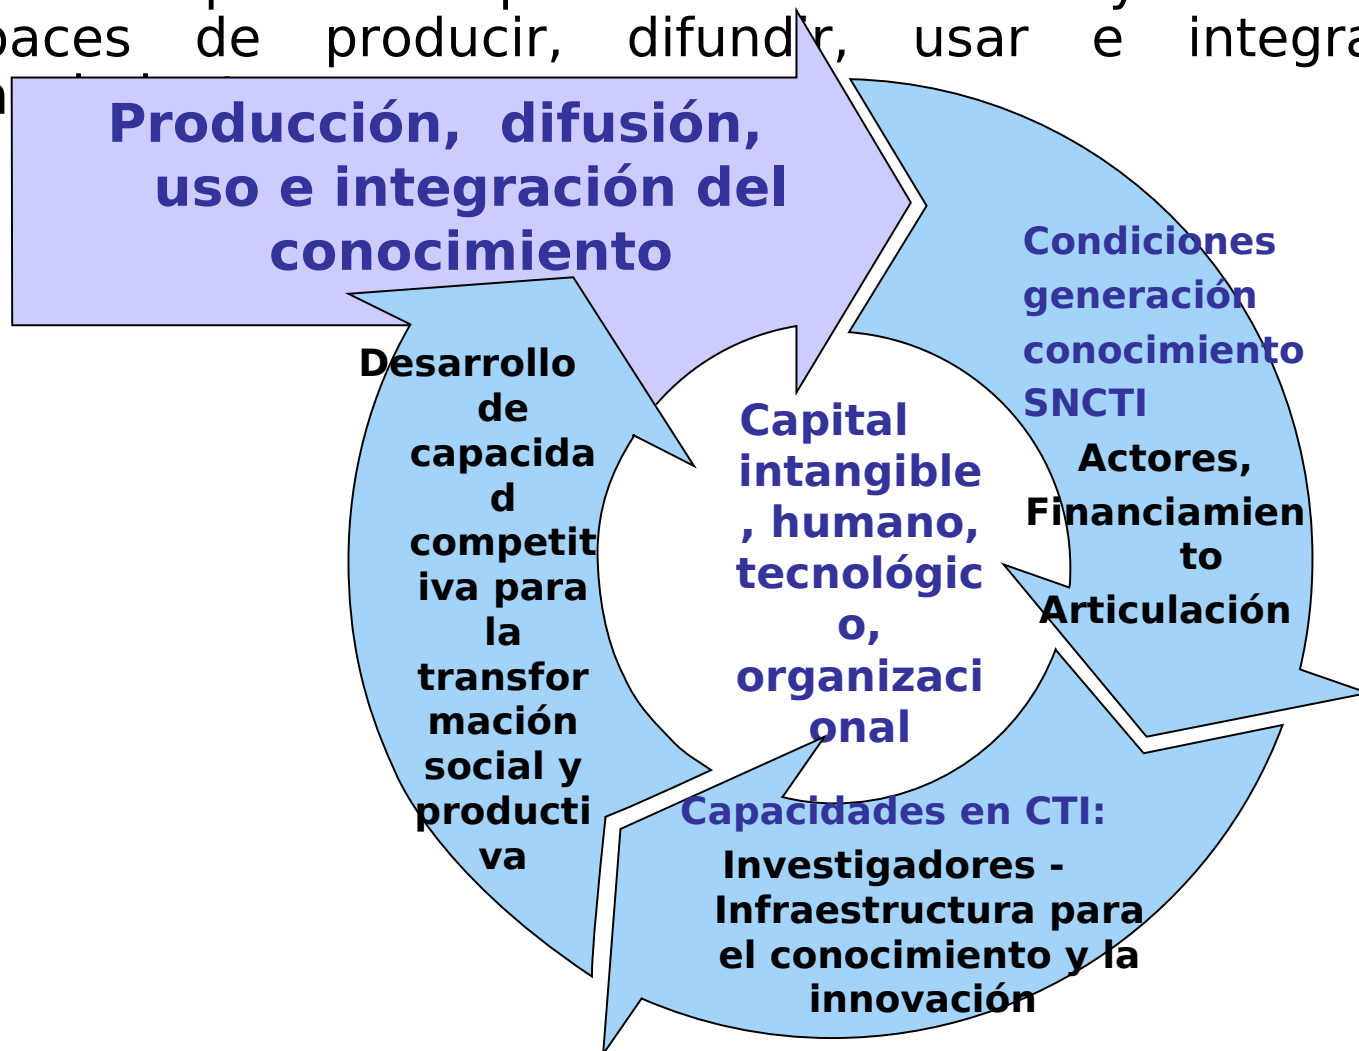 de producir, difundir, usar e
Producción, difusión,
uso e integración del
conocimiento
Condiciones
generación
conocimiento
SNCTI
Actores,
Financiamien
to
Articulación
Desarrollo
de
capacida
d
competit
iva para
la
transfor
mación
social y
producti
va
Capital
intangible
, humano,
tecnológic
o,
organizaci
onal
Capacidades en CTI:
Investigadores -
Infraestructura para
el conocimiento y la
innovación